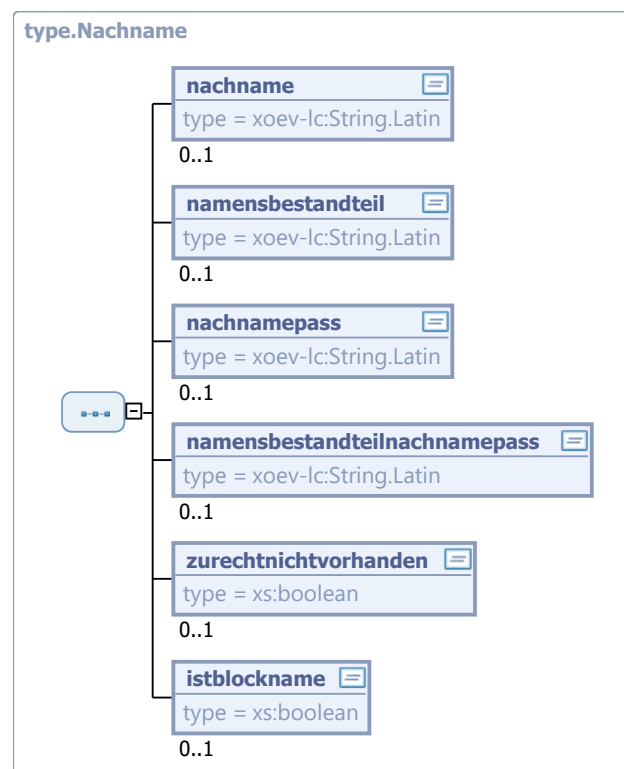 type.Nachname
nachname
type = xoev-lc:String.Latin
0..1
namensbestandteil
type = xoev-lc:String.Latin
0..1
nachnamepass
type = xoev-lc:String.Latin
0..1
namensbestandteilnachnamepass
type = xoev-lc:String.Latin
0..1
zurechtnichtvorhanden
type = xs:boolean
0..1
istblockname
type = xs:boolean
0..1